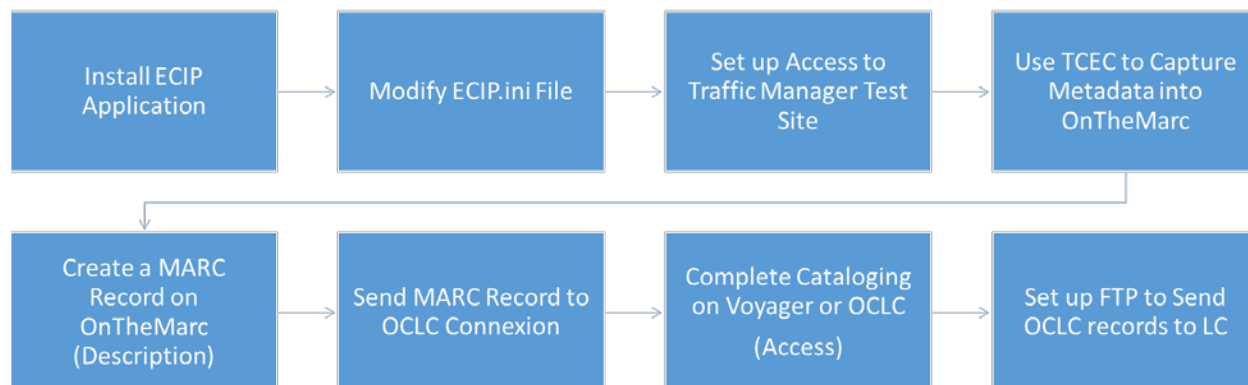 Install ECIP
Application
Modify ECIP.ini File
Set up Access to
Traffic Manager Test
Site
Use TCEC to Capture
Metadata into
OnTheMarc
Create a MARC
Record on
OnTheMarc
(Description)
Send MARC Record to
OCLC Connexion
Complete Cataloging
on Voyager or OCLC
(Access)
Set up FTP to Send
OCLC records to LC